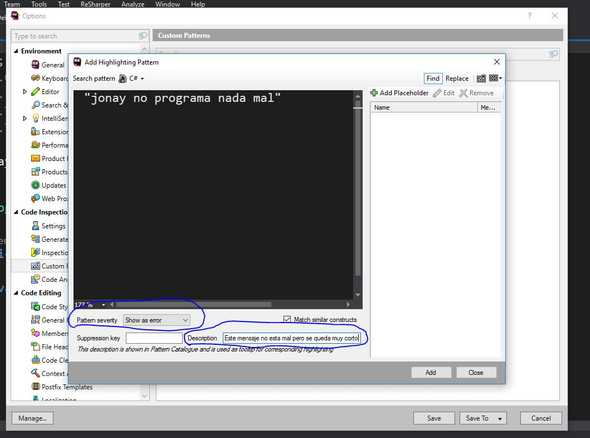 Team Tools Test ReSharper Analyze Window Help
Options
?
Type to search
Custom Patterns
Environment
General
Keyboard
Editor
Search &
IntelliSen
Extension
Performa
Product
Products
Updates
Web Pro
Code Inspectio
Settings
Generate
Inspectio
Custom
Code An
Code Editing
Code Sty
General
Member
File Head
Code Cle
Context A
Postfix Templates
Localization
Add Highlighting Pattern
Search pattern C#
Find Replace
"jonay no programa nada mal"
Add Placeholder Edit Remove
Name Me...
Pattern severity Show as error
Match similar constructs
Suppression key
Description Este mensaje no esta mal pero se queda muy corto
This description is shown in Pattern Catalogue and is used as tooltip for corresponding highlighting
Add Close
Manage... Save Save To Cancel